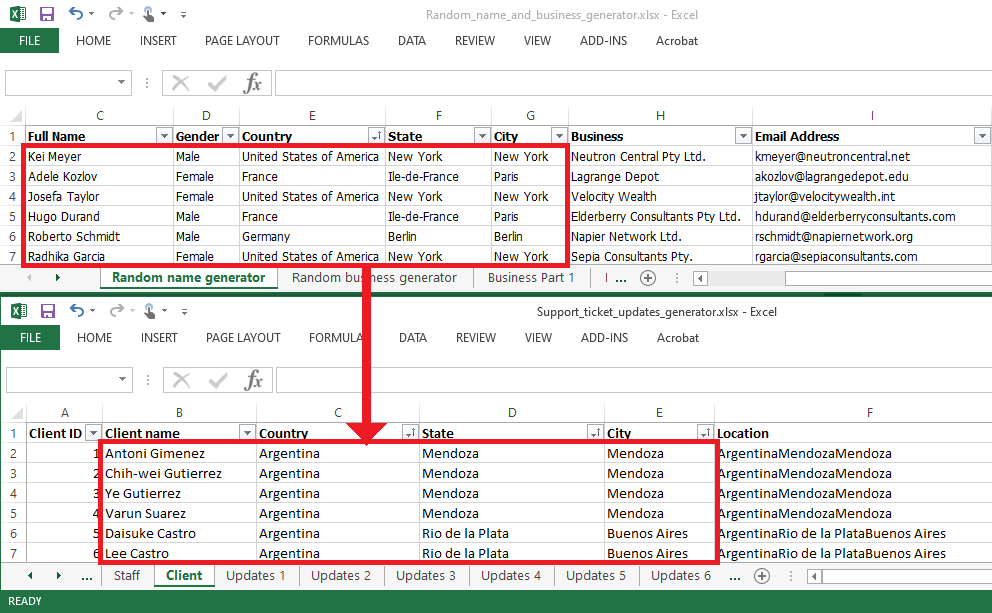 Random_name_and_business_generator.xlsx - Excel
FILE HOME INSERT PAGE LAYOUT FORMULAS DATA REVIEW VIEW ADD-INS Acrobat
fx
C D E F G H I
1 Full Name Gender Country State City Business Email Address
2 Kei Meyer Male United States of America New York New York Neutron Central Pty Ltd. kmeyer@neutroncentral.net
3 Adele Kozlov Female France Ile-de-France Paris Lagrange Depot akozlov@lagrangedepot.edu
4 Josefa Taylor Female United States of America New York New York Velocity Wealth jtaylor@velocitywealth.int
5 Hugo Durand Male France Ile-de-France Paris Elderberry Consultants Pty Ltd. hdurand@elderberryconsultants.com
6 Roberto Schmidt Male Germany Berlin Berlin Napier Network Ltd. rschmidt@napiernetwork.org
7 Radhika Garcia Female United States of America New York New York Sepia Consultants Pty. rgarcia@sepiaconsultants.com
Random name generator Random business generator Business Part 1 ...
Support_ticket_updates_generator.xlsx - Excel
FILE HOME INSERT PAGE LAYOUT FORMULA DATA REVIEW VIEW ADD-INS Acrobat
fx
A B C D E F
1 Client ID Client name Country State City Location
2 1 Antoni Gimenez Argentina Mendoza Mendoza ArgentinaMendozaMendoza
3 2 Chih-wei Gutierrez Argentina Mendoza Mendoza ArgentinaMendozaMendoza
4 3 Ye Gutierrez Argentina Mendoza Mendoza ArgentinaMendozaMendoza
5 4 Varun Suarez Argentina Mendoza Mendoza ArgentinaMendozaMendoza
6 5 Daisuke Castro Argentina Rio de la Plata Buenos Aires ArgentinaRio de la PlataBuenos Aires
7 6 Lee Castro Argentina Rio de la Plata Buenos Aires ArgentinaRio de la PlataBuenos Aires
... Staff Client Updates 1 Updates 2 Updates 3 Updates 4 Updates 5 Updates 6 ...
READY